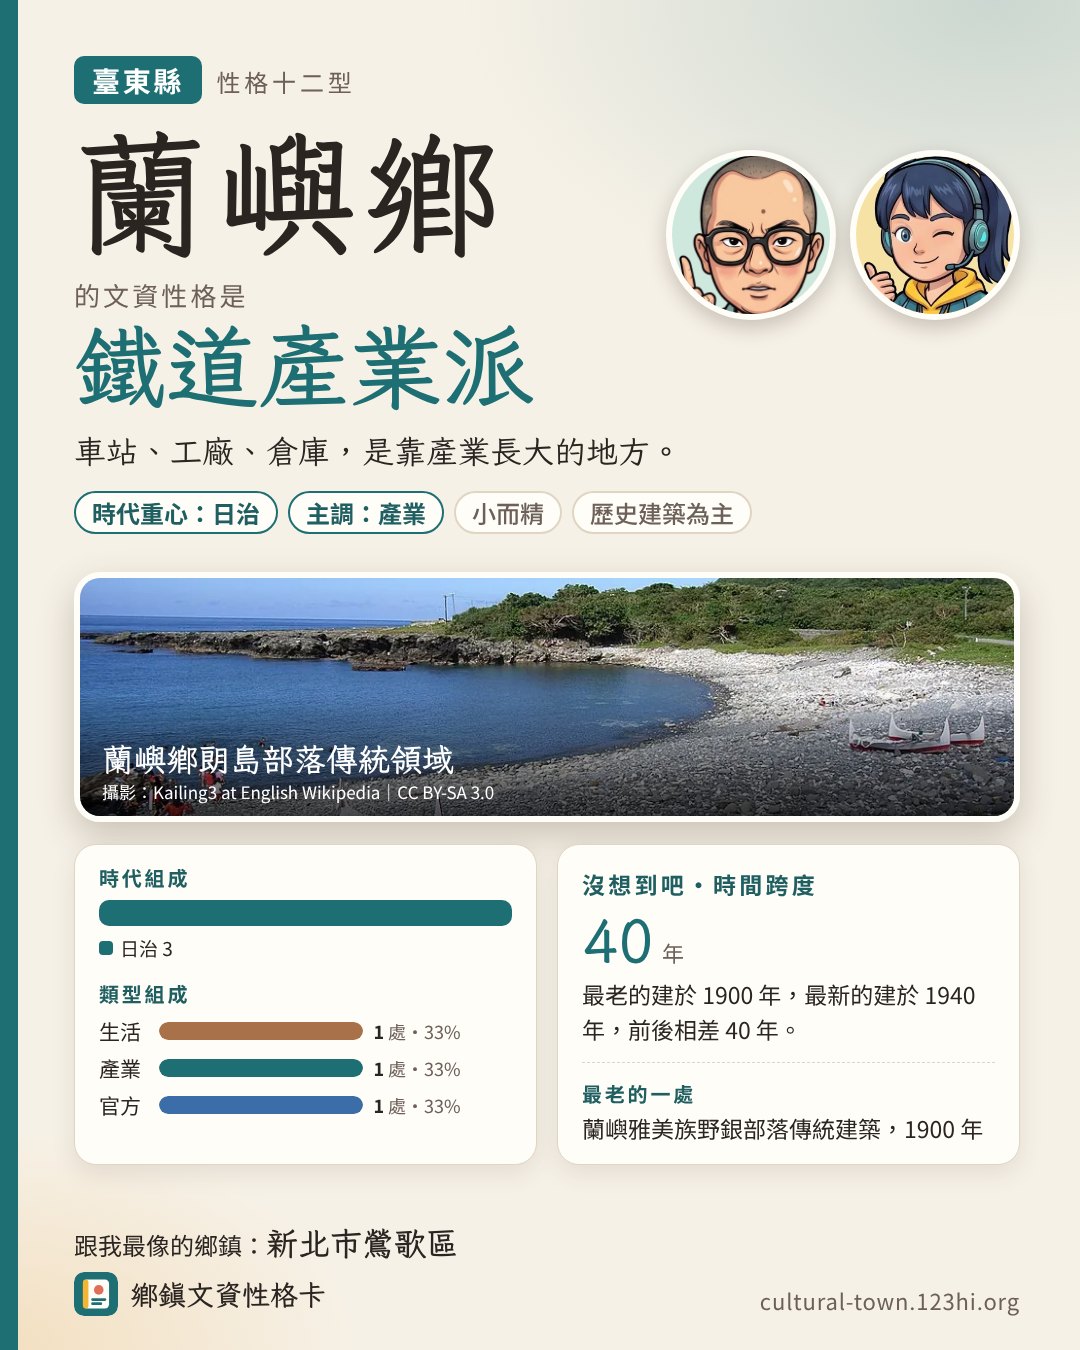 臺東縣 性格十二型
蘭嶼鄉
的文資性格是
鐵道產業派
車站、工廠、倉庫，是靠產業長大的地方。
時代重心：日治 主調：產業 小而精 歷史建築為主
蘭嶼鄉朗島部落傳統領域
攝影：Kailing3 at English Wikipedia｜CC BY-SA 3.0
時代組成
日治 3
類型組成
生活 1 處・33%
產業 1 處・33%
官方 1 處・33%
沒想到吧・時間跨度
40 年
最老的建於 1900 年，最新的建於 1940
年，前後相差 40 年。
最老的一處
蘭嶼雅美族野銀部落傳統建築，1900 年
跟我最像的鄉鎮：新北市鶯歌區
鄉鎮文資性格卡
cultural-town.123hi.org